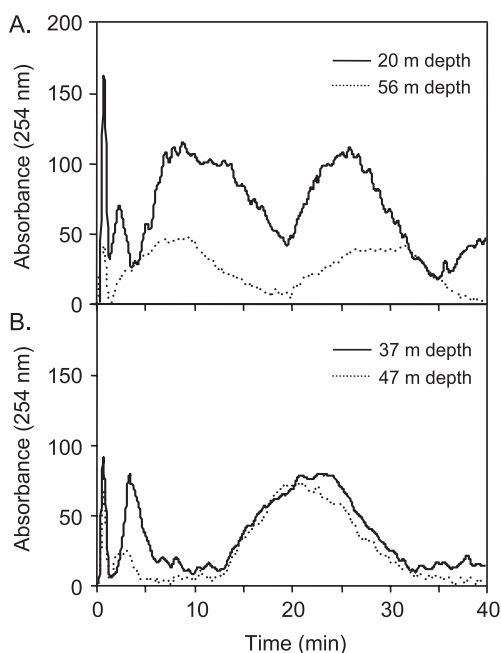 A.
200
150
100
50
0
Absorbance (254 nm)
20 m depth
56 m depth
B.
150
100
50
0
Absorbance (254 nm)
37 m depth
47 m depth
0 10 20 30 40
Time (min)